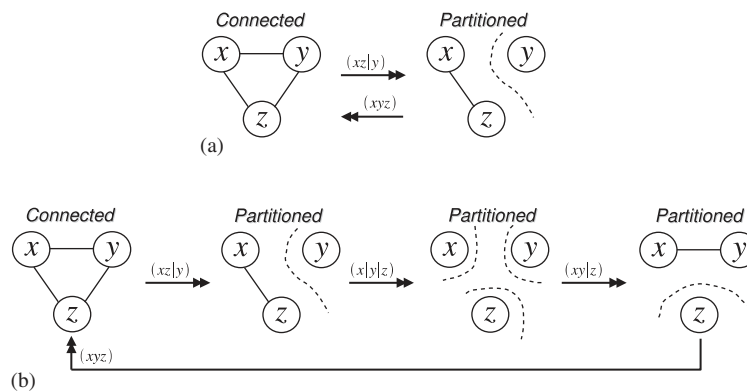 Connected Partitioned
x y x y
(xz|y)
(xyz)
z z
(a)
Connected Partitioned Partitioned Partitioned
x y x y x y x y
(xz|y) (x|y|z) (xy|z)
z z z z
(xyz)
(b)